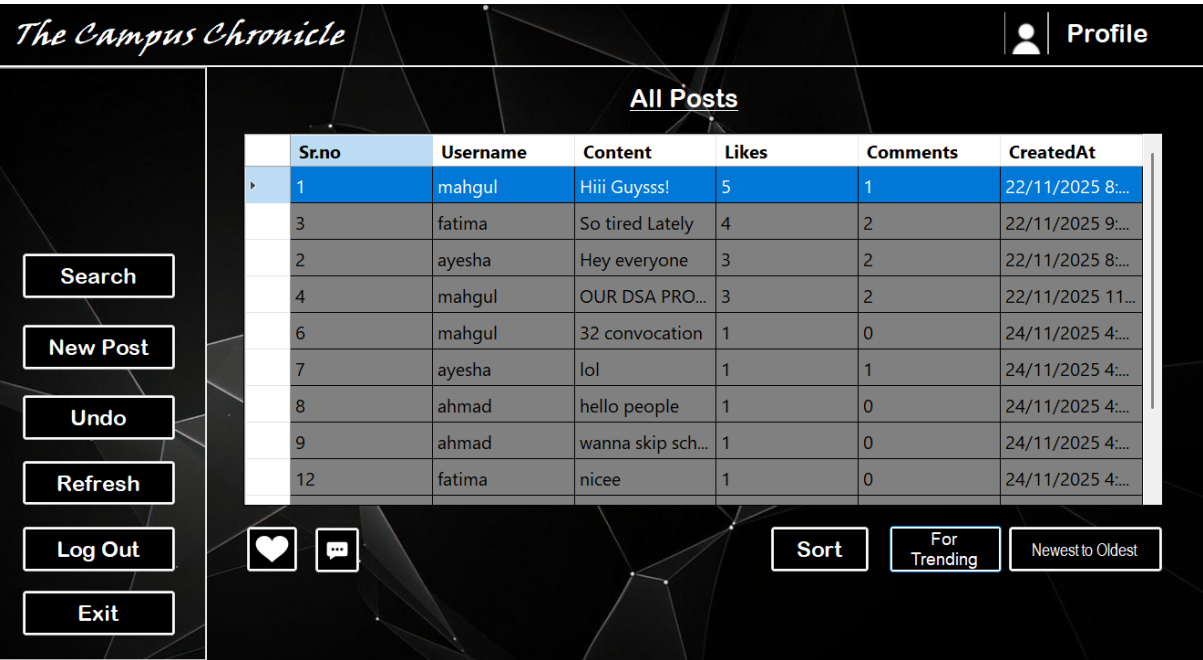 The Campus Chronicle
Profile
All Posts
Sr.no Username Content Likes Comments CreatedAt
1 mahgul Hiii Guysss! 5 1 22/11/2025 8:...
3 fatima So tired Lately 4 2 22/11/2025 9:...
2 ayesha Hey everyone 3 2 22/11/2025 8:...
4 mahgul OUR DSA PRO... 3 2 22/11/2025 11...
6 mahgul 32 convocation 1 0 24/11/2025 4:...
7 ayesha lol 1 1 24/11/2025 4:...
8 ahmad hello people 1 0 24/11/2025 4:...
9 ahmad wanna skip sch... 1 0 24/11/2025 4:...
12 fatima nicee 1 0 24/11/2025 4:...
Search
New Post
Undo
Refresh
Log Out
Exit
Sort
For
Trending
Newest to Oldest